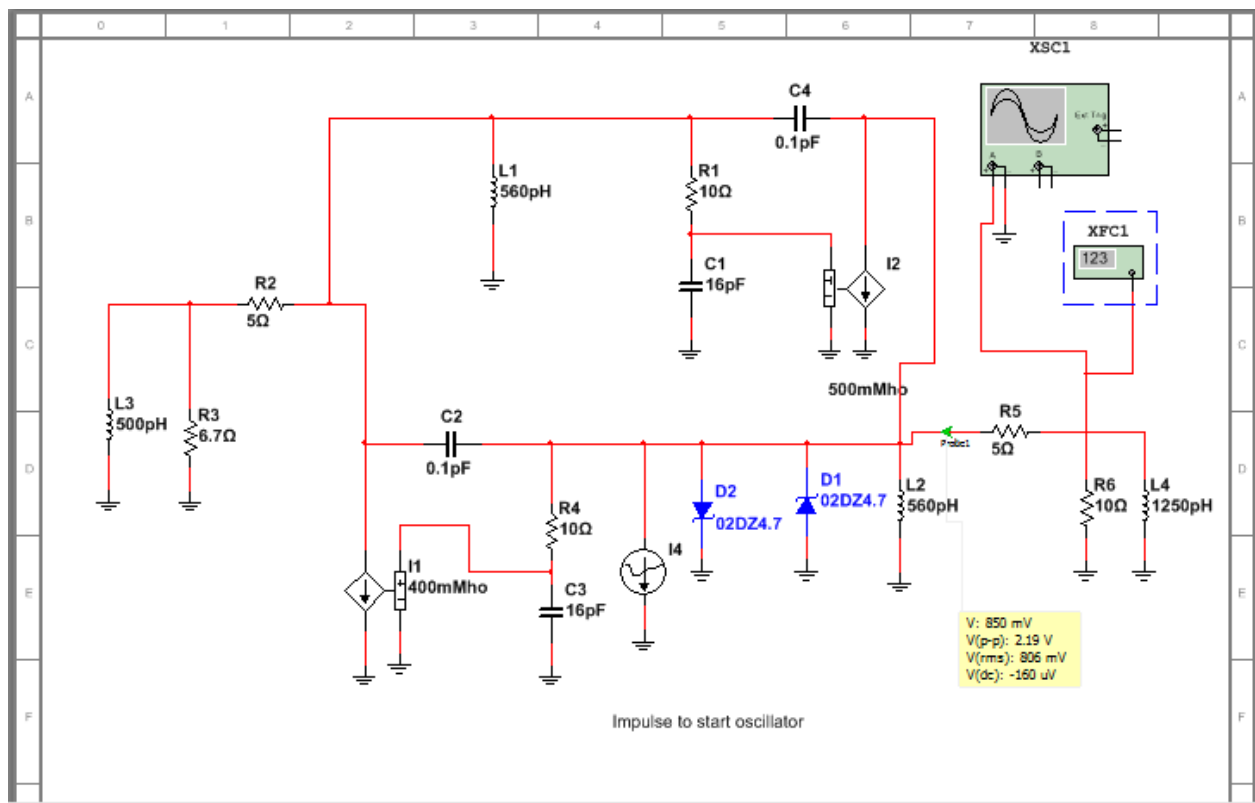 0 1 2 3 4 5 6 7 8
XSC1
A A
C4
0.1pF
Ext Trig
A B
L1
560pH
R1
10Ω
B B
XFC1
123
C1
16pF
I2
R2
5Ω
C C
500mMho
L3
500pH
R3
6.7Ω
C2
0.1pF
R5
5Ω
Probe1
D D
D2
02DZ4.7
D1
02DZ4.7
L2
560pH
R6
10Ω
L4
1250pH
R4
10Ω
I4
I1
400mMho
C3
16pF
E E
V: 850 mV
V(p-p): 2.19 V
V(rms): 806 mV
V(dc): -160 uV
F F
Impulse to start oscillator